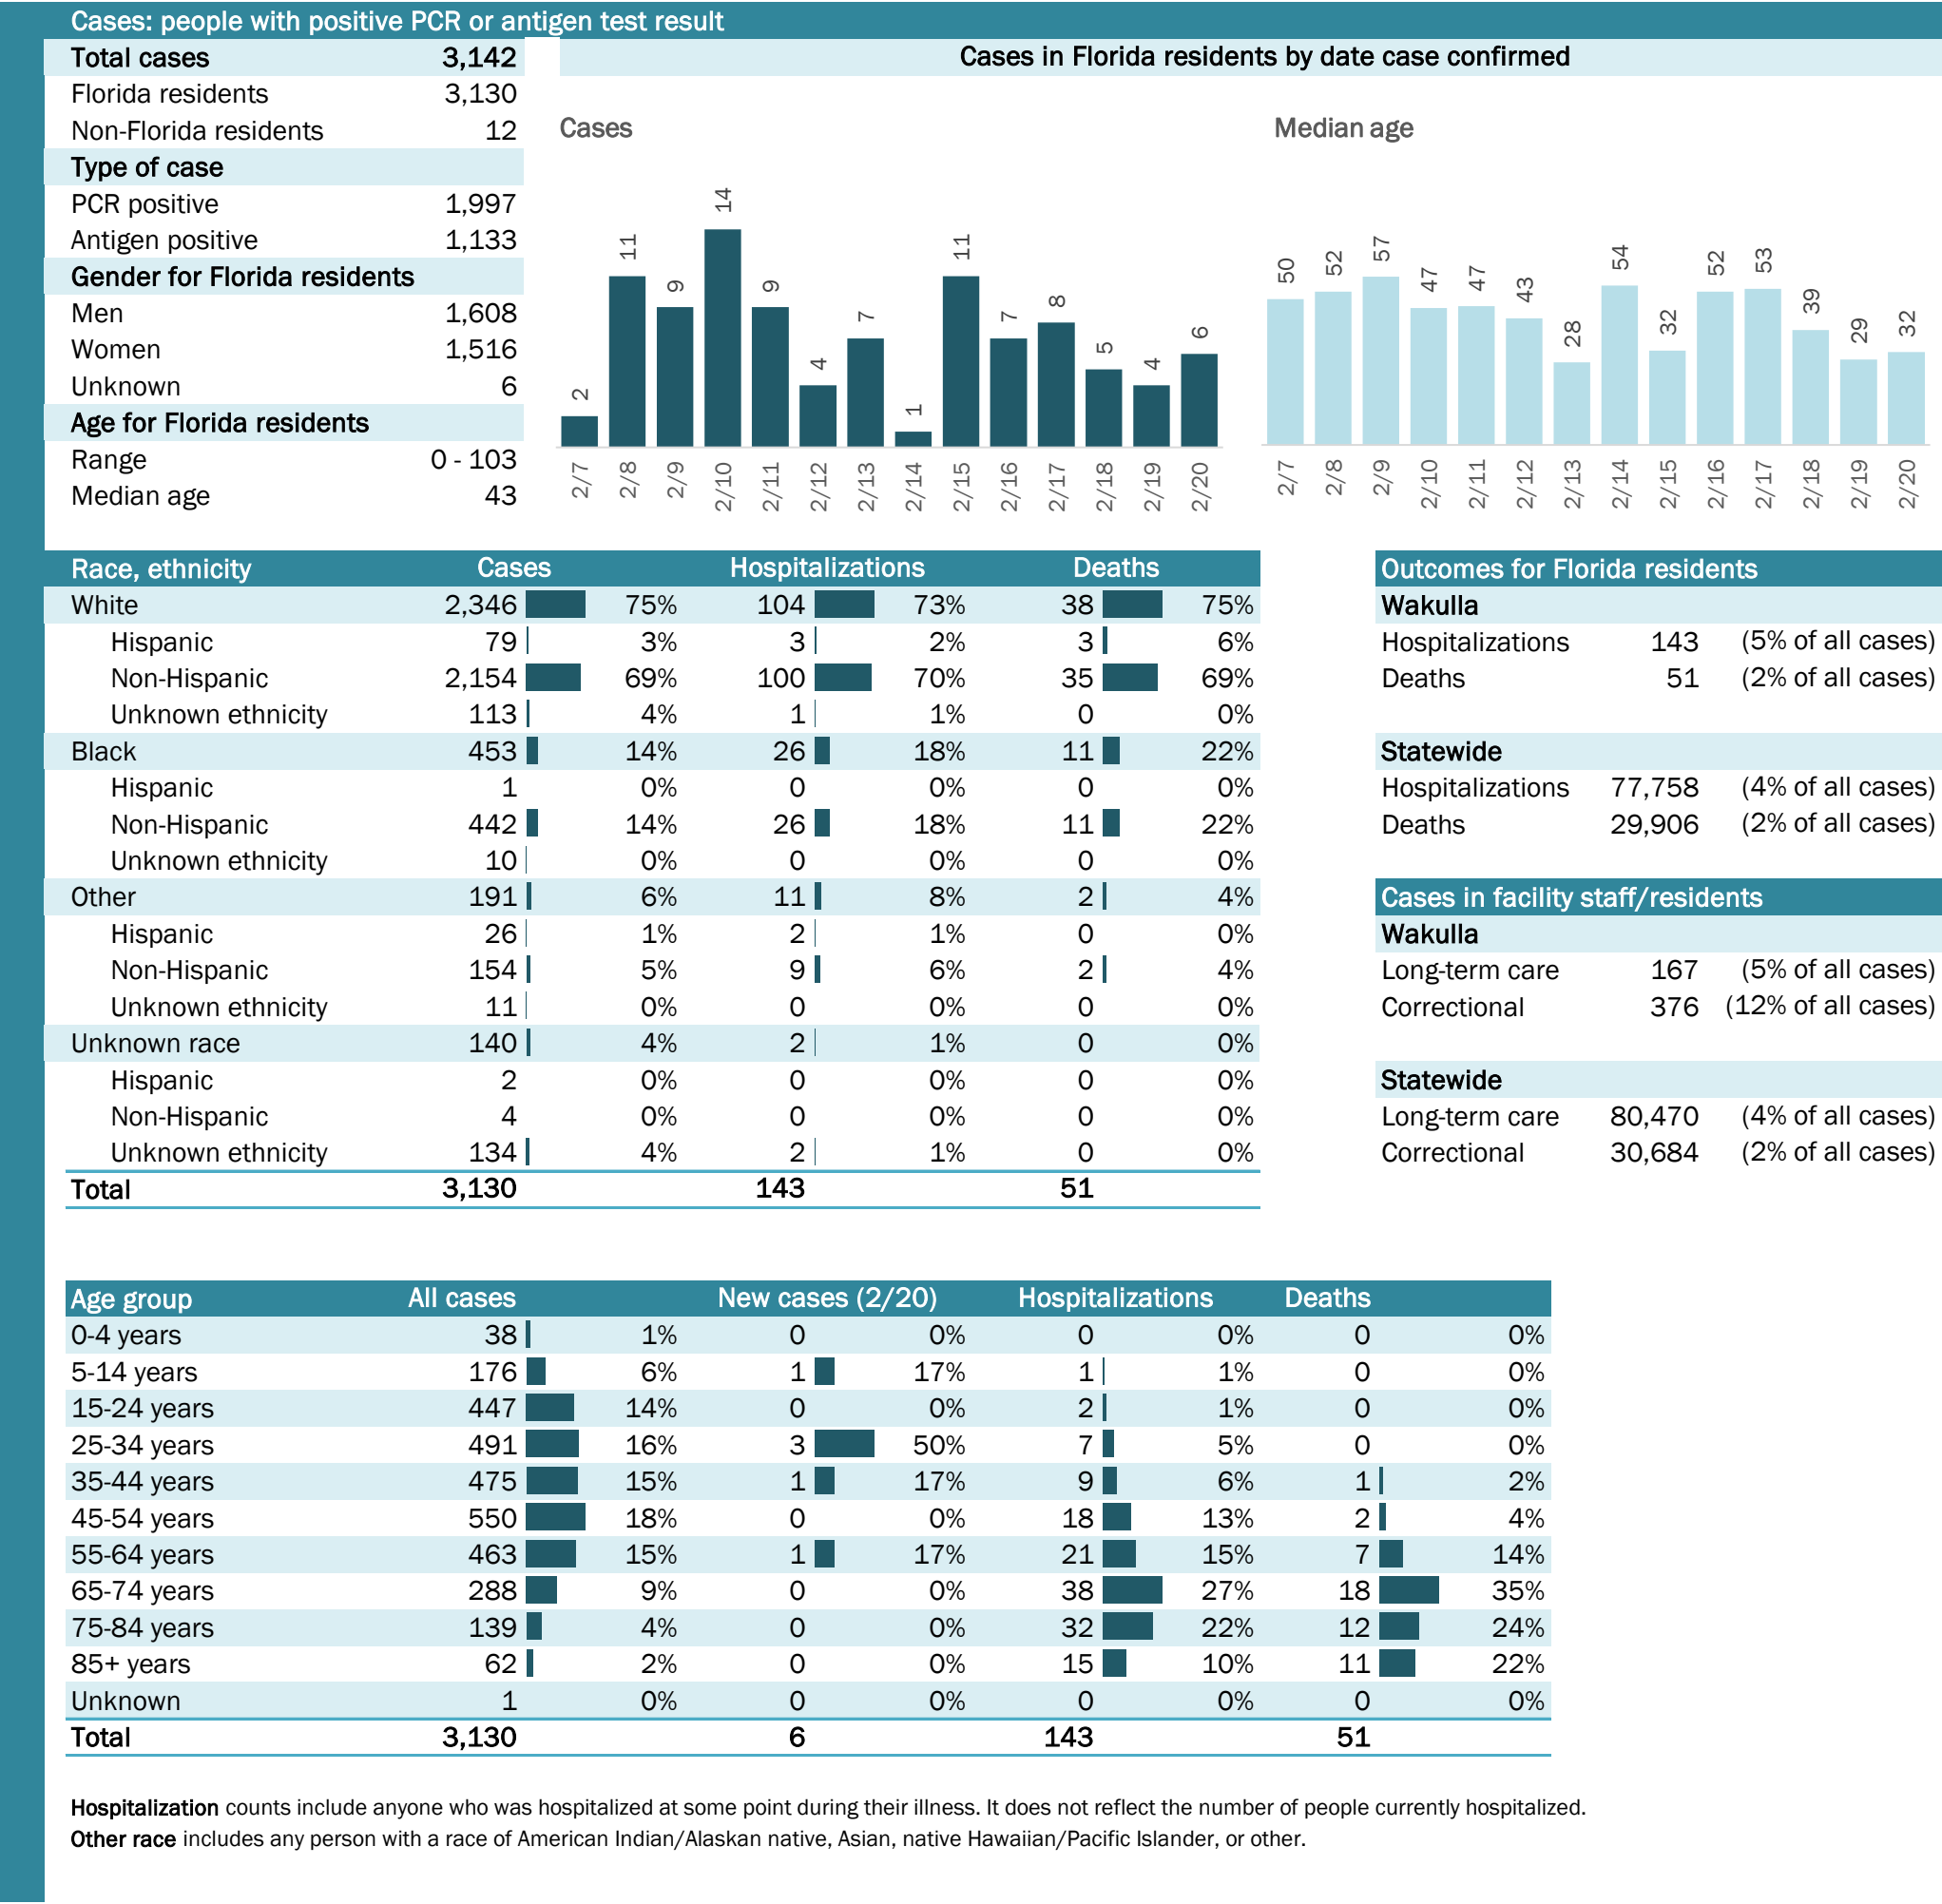 Cases: people with positive PCR or antigen test result
Total cases 3,142
Florida residents 3,130
Non-Florida residents 12
Type of case
PCR positive 1,997
Antigen positive 1,133
Gender for Florida residents
Men 1,608
Women 1,516
Unknown 6
Age for Florida residents
Range 0 - 103
Median age 43
Cases in Florida residents by date case confirmed
Cases
2 11 9 14 9 4 7 1 11 7 8 5 4 6
2/7 2/8 2/9 2/10 2/11 2/12 2/13 2/14 2/15 2/16 2/17 2/18 2/19 2/20
Median age
50 52 57 47 47 43 28 54 32 52 53 39 29 32
2/7 2/8 2/9 2/10 2/11 2/12 2/13 2/14 2/15 2/16 2/17 2/18 2/19 2/20
Race, ethnicity Cases Hospitalizations Deaths
White 2,346 75% 104 73% 38 75%
Hispanic 79 3% 3 2% 3 6%
Non-Hispanic 2,154 69% 100 70% 35 69%
Unknown ethnicity 113 4% 1 1% 0 0%
Black 453 14% 26 18% 11 22%
Hispanic 1 0% 0 0% 0 0%
Non-Hispanic 442 14% 26 18% 11 22%
Unknown ethnicity 10 0% 0 0% 0 0%
Other 191 6% 11 8% 2 4%
Hispanic 26 1% 2 1% 0 0%
Non-Hispanic 154 5% 9 6% 2 4%
Unknown ethnicity 11 0% 0 0% 0 0%
Unknown race 140 4% 2 1% 0 0%
Hispanic 2 0% 0 0% 0 0%
Non-Hispanic 4 0% 0 0% 0 0%
Unknown ethnicity 134 4% 2 1% 0 0%
Total 3,130 143 51
Outcomes for Florida residents
Wakulla
Hospitalizations 143 (5% of all cases)
Deaths 51 (2% of all cases)
Statewide
Hospitalizations 77,758 (4% of all cases)
Deaths 29,906 (2% of all cases)
Cases in facility staff/residents
Wakulla
Long-term care 167 (5% of all cases)
Correctional 376 (12% of all cases)
Statewide
Long-term care 80,470 (4% of all cases)
Correctional 30,684 (2% of all cases)
Age group All cases New cases (2/20) Hospitalizations Deaths
0-4 years 38 1% 0 0% 0 0% 0 0%
5-14 years 176 6% 1 17% 1 1% 0 0%
15-24 years 447 14% 0 0% 2 1% 0 0%
25-34 years 491 16% 3 50% 7 5% 0 0%
35-44 years 475 15% 1 17% 9 6% 1 2%
45-54 years 550 18% 0 0% 18 13% 2 4%
55-64 years 463 15% 1 17% 21 15% 7 14%
65-74 years 288 9% 0 0% 38 27% 18 35%
75-84 years 139 4% 0 0% 32 22% 12 24%
85+ years 62 2% 0 0% 15 10% 11 22%
Unknown 1 0% 0 0% 0 0% 0 0%
Total 3,130 6 143 51
Hospitalization counts include anyone who was hospitalized at some point during their illness. It does not reflect the number of people currently hospitalized.
Other race includes any person with a race of American Indian/Alaskan native, Asian, native Hawaiian/Pacific Islander, or other.